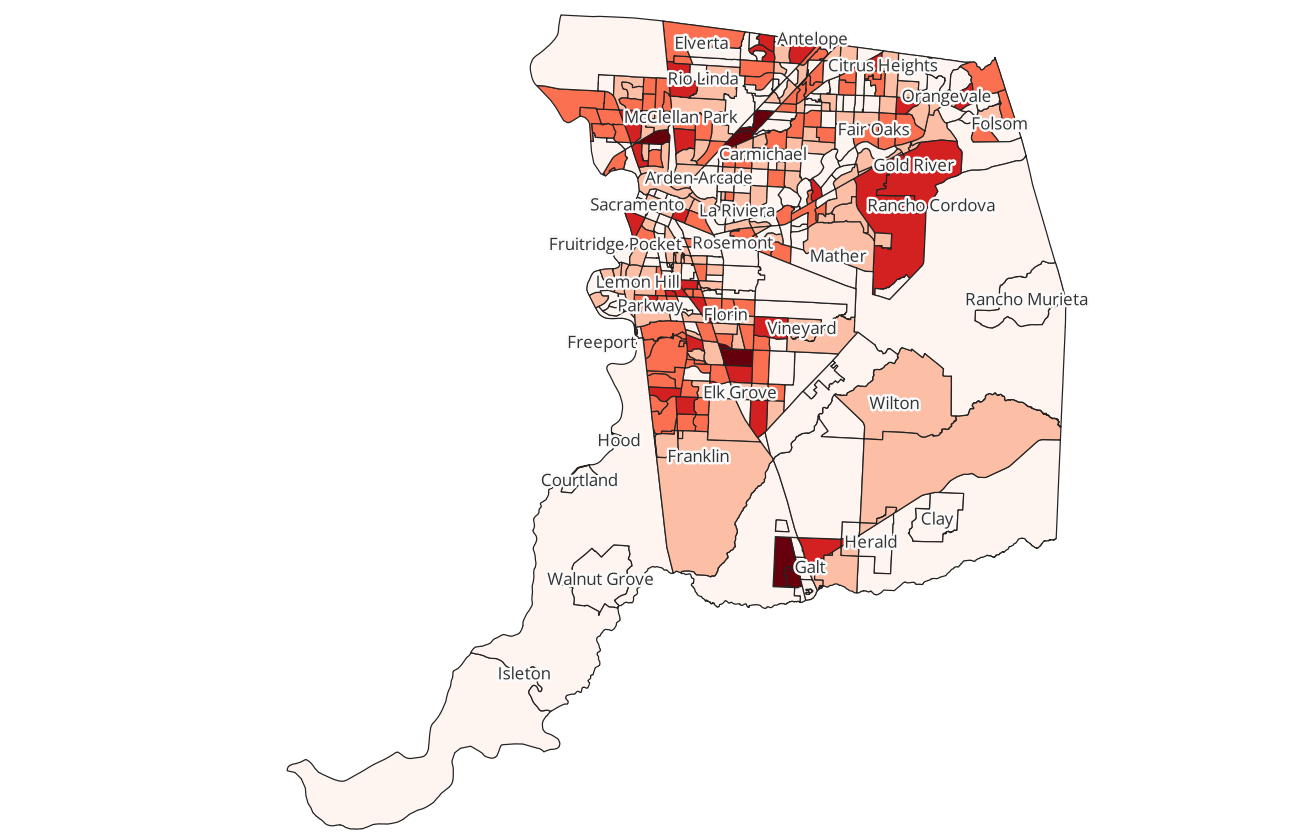 Antelope
Elverta
Citrus Heights
Rio Linda
Orangevale
McClellan Park
Folsom
Fair Oaks
Carmichael
Gold River
Arden-Arcade
Sacramento
Rancho Cordova
La Riviera
Rosemont
Fruitridge Pocket
Mather
Lemon Hill
Rancho Murieta
Parkway
Florin
Vineyard
Freeport
Elk Grove
Wilton
Hood
Franklin
Courtland
Clay
Herald
Galt
Walnut Grove
Isleton